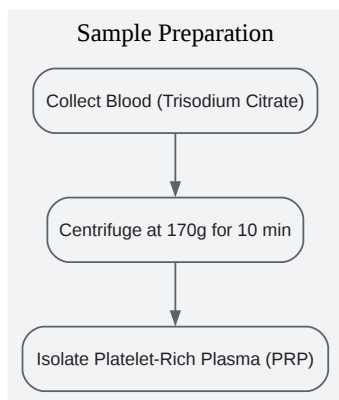 Sample Preparation
Collect Blood (Trisodium Citrate)
Centrifuge at 170g for 10 min
Isolate Platelet-Rich Plasma (PRP)